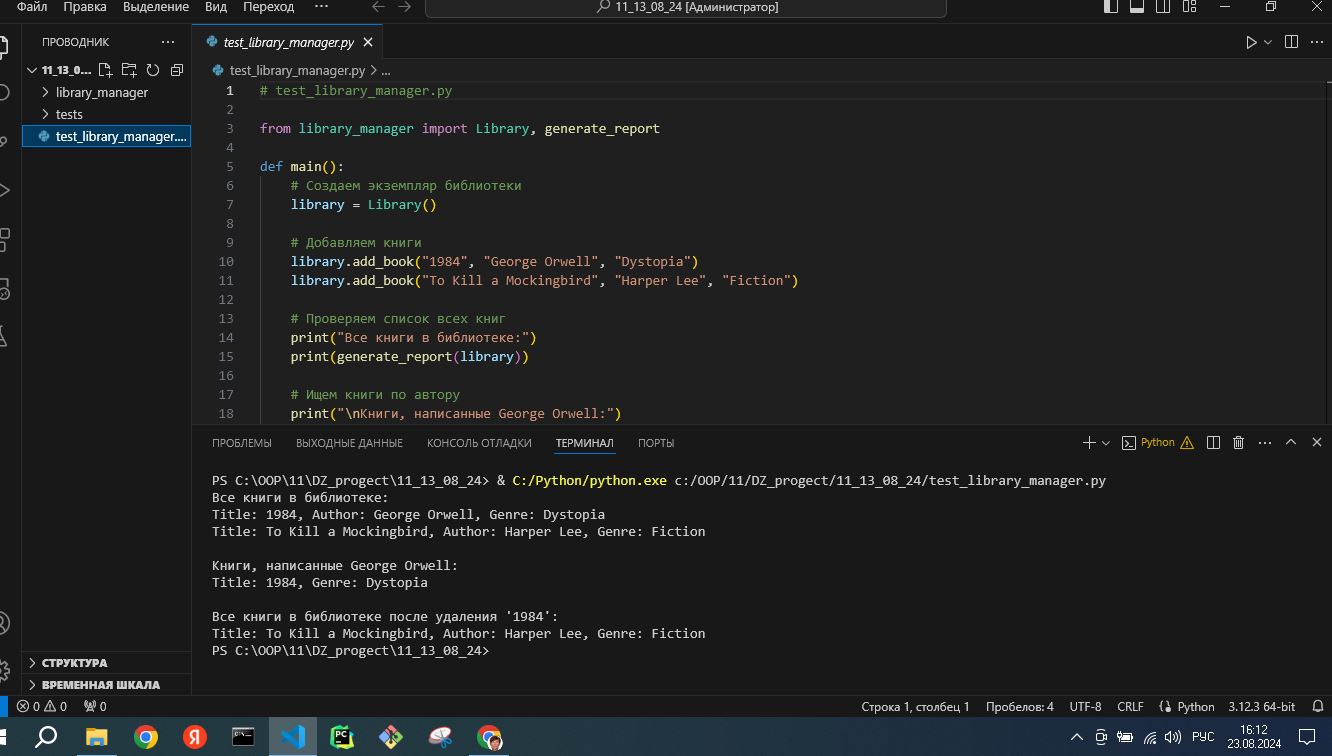 Файл Правка Выделение Вид Переход ··· 11_13_08_24 [Администратор]
ПРОВОДНИК ···
11_13_0...
library_manager
tests
test_library_manager....
СТРУКТУРА
ВРЕМЕННАЯ ШКАЛА
test_library_manager.py
test_library_manager.py > ...
1 # test_library_manager.py
2
3 from library_manager import Library, generate_report
4
5 def main():
6 # Создаем экземпляр библиотеки
7 library = Library()
8
9 # Добавляем книги
10 library.add_book("1984", "George Orwell", "Dystopia")
11 library.add_book("To Kill a Mockingbird", "Harper Lee", "Fiction")
12
13 # Проверяем список всех книг
14 print("Все книги в библиотеке:")
15 print(generate_report(library))
16
17 # Ищем книги по автору
18 print("\nКниги, написанные George Orwell:")
ПРОБЛЕМЫ ВЫХОДНЫЕ ДАННЫЕ КОНСОЛЬ ОТЛАДКИ ТЕРМИНАЛ ПОРТЫ Python
PS C:\OOP\11\DZ_progect\11_13_08_24> & C:/Python/python.exe c:/OOP/11/DZ_progect/11_13_08_24/test_library_manager.py
Все книги в библиотеке:
Title: 1984, Author: George Orwell, Genre: Dystopia
Title: To Kill a Mockingbird, Author: Harper Lee, Genre: Fiction
Книги, написанные George Orwell:
Title: 1984, Genre: Dystopia
Все книги в библиотеке после удаления '1984':
Title: To Kill a Mockingbird, Author: Harper Lee, Genre: Fiction
PS C:\OOP\11\DZ_progect\11_13_08_24>
0 0 0 Строка 1, столбец 1 Пробелов: 4 UTF-8 CRLF Python 3.12.3 64-bit
Я PC РУС 16:12
23.08.2024